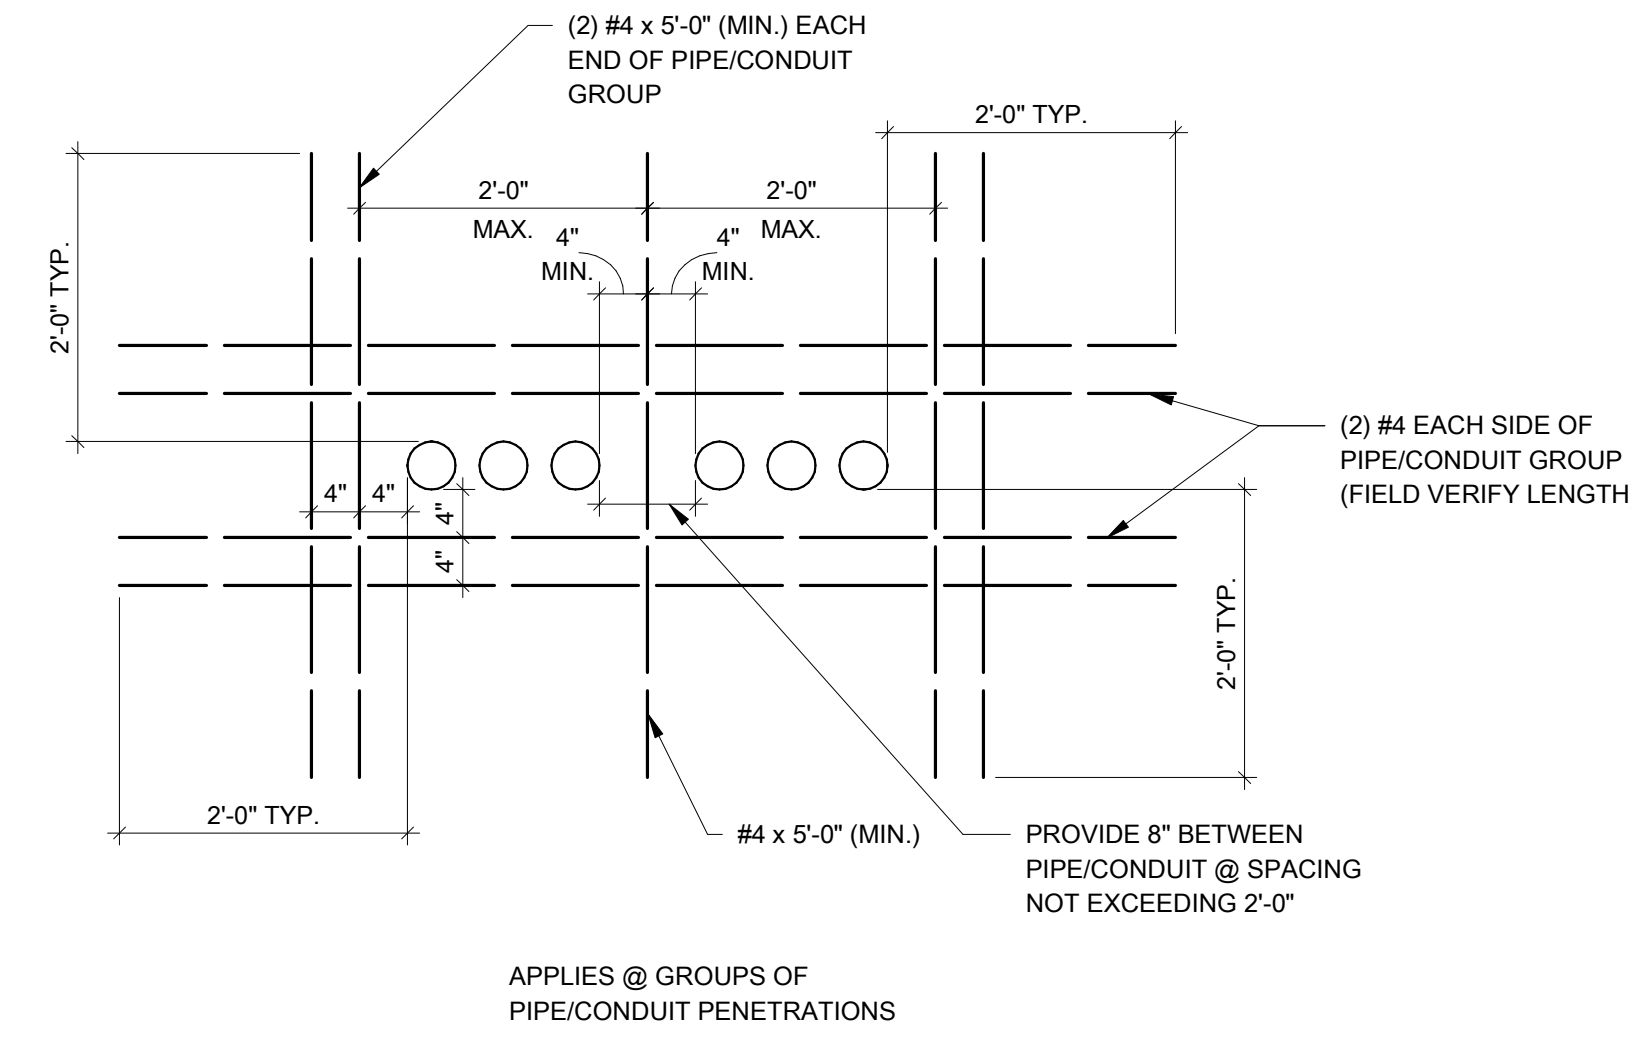 (2) #4 x 5'-0" (MIN.) EACH
END OF PIPE/CONDUIT
GROUP
2'-0" TYP.
2'-0"
MAX.
2'-0"
MAX.
4"
MIN.
4"
MIN.
2'-0" TYP.
(2) #4 EACH SIDE OF
PIPE/CONDUIT GROUP
(FIELD VERIFY LENGTH
4"
4"
4"
4"
2'-0" TYP.
2'-0" TYP.
#4 x 5'-0" (MIN.)
PROVIDE 8" BETWEEN
PIPE/CONDUIT @ SPACING
NOT EXCEEDING 2'-0"
APPLIES @ GROUPS OF
PIPE/CONDUIT PENETRATIONS